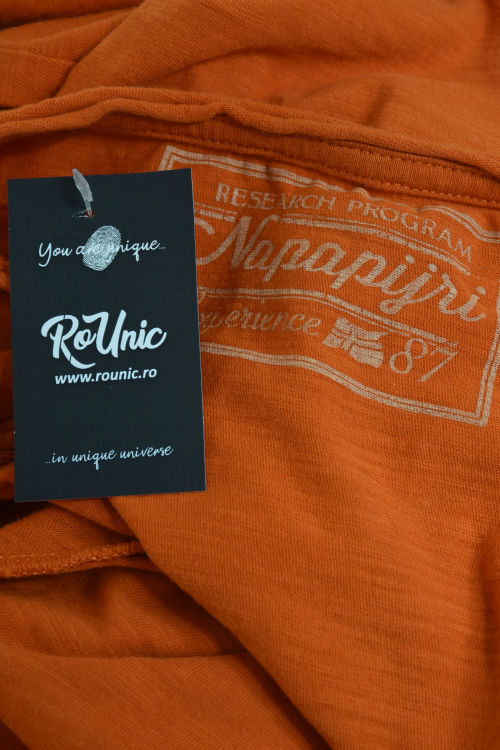 You are unique...
RoUnic
www.rounic.ro
...in unique universe
RESEARCH PROGRAM
Napapijri
Experience 87